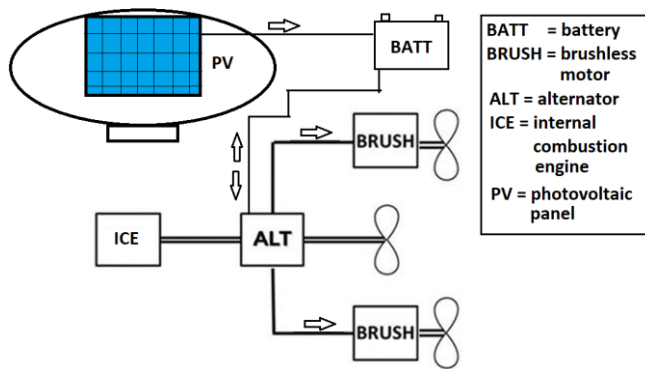 PV
BATT
BRUSH
ICE
ALT
BRUSH
BATT = battery
BRUSH = brushless
motor
ALT = alternator
ICE = internal
combustion
engine
PV = photovoltaic
panel